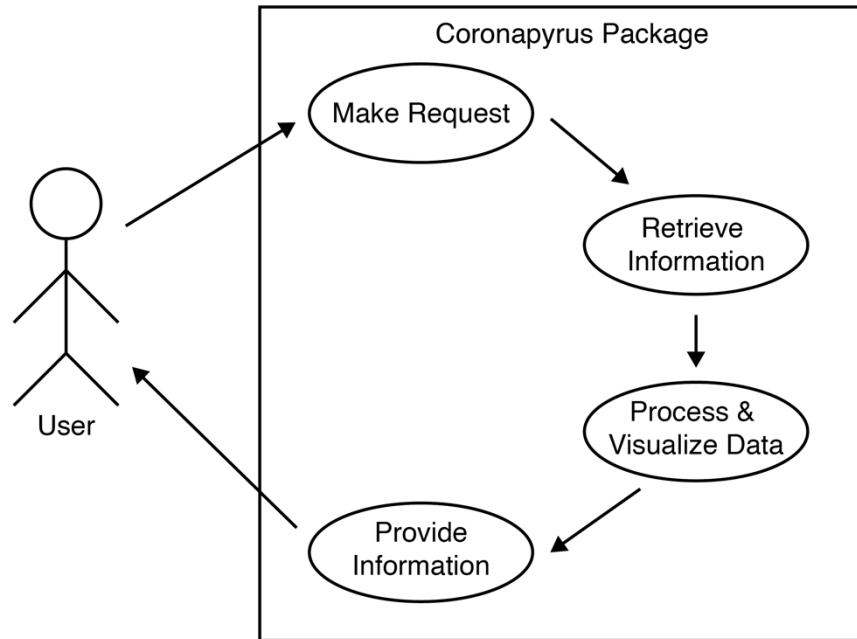 Coronapyrus Package
Make Request
Retrieve
Information
Process &
Visualize Data
User
Provide
Information